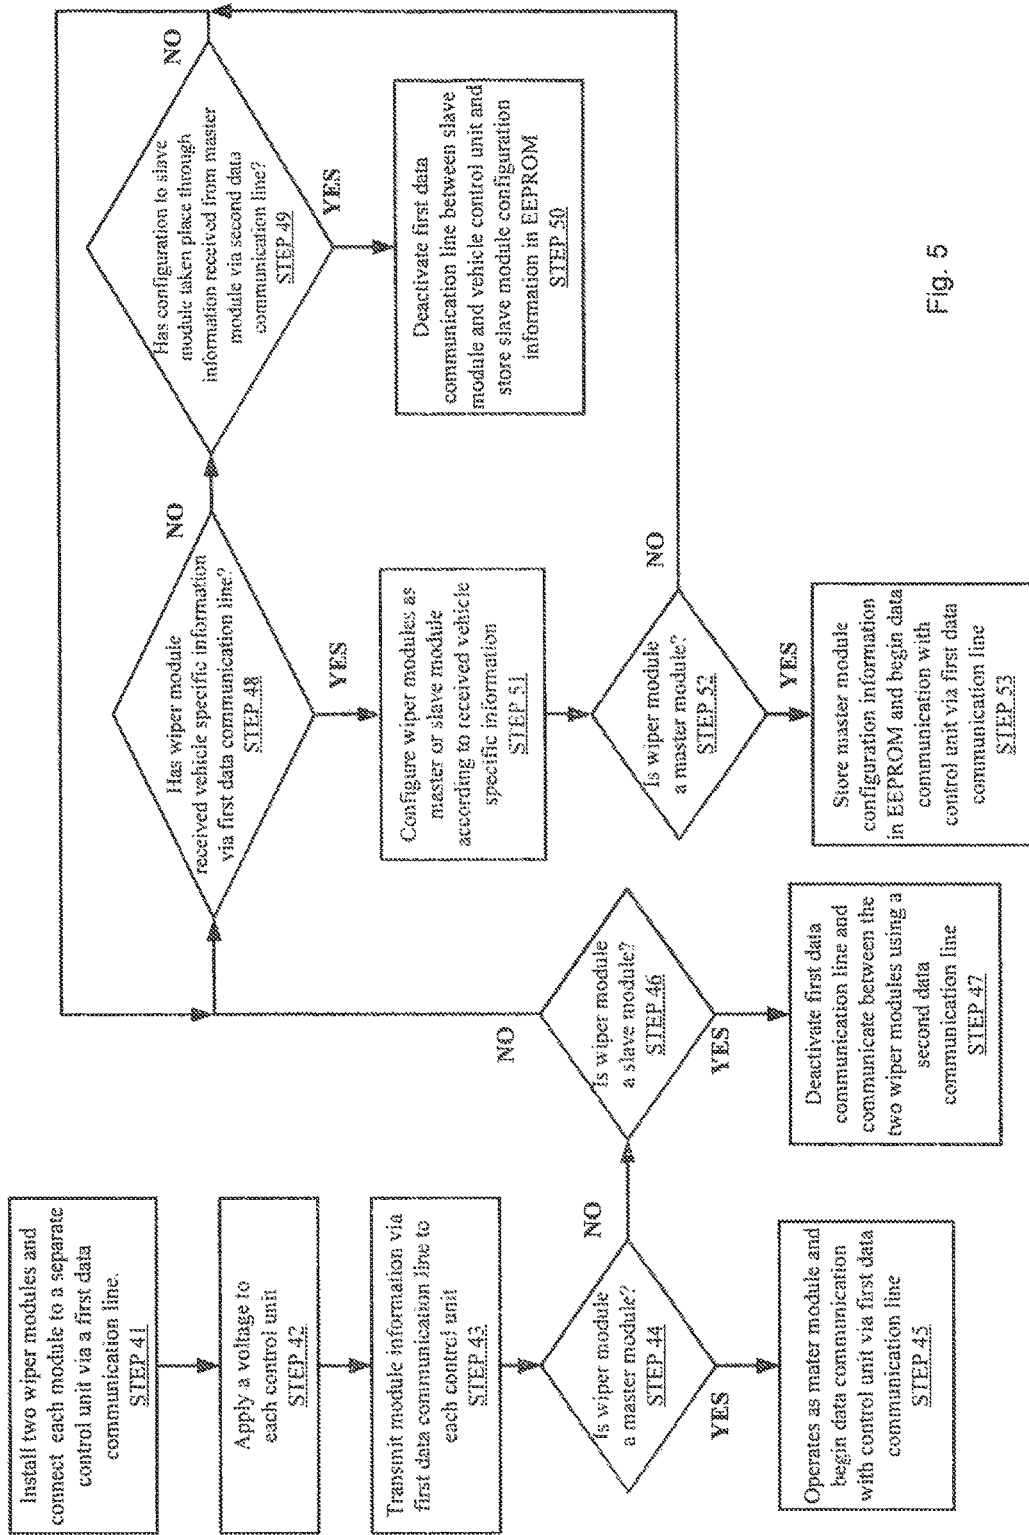 Install two wiper modules and
connect each module to a separate
control unit via a first data
communication line.
STEP 41
Apply a voltage to
each control unit
STEP 42
Transmit module information via
first data communication line to
each control unit
STEP 43
Is wiper module
a master module?
STEP 44
NO
YES
Operates as mater module and
begin data communication
with control unit via first data
communication line
STEP 45
Is wiper module
a slave module?
STEP 46
NO
YES
Deactivate first data
communication line and
communicate between the
two wiper modules using a
second data
communication line
STEP 47
Has wiper module
received vehicle specific information
via first data communication line?
STEP 48
NO
YES
Configure wiper modules as
master or slave module
according to received vehicle
specific information
STEP 51
Is wiper module
a master module?
STEP 52
NO
YES
Store master module
configuration information
in EEPROM and begin data
communication with
control unit via first data
communication line
STEP 53
Has configuration to slave
module taken place through
information received from master
module via second data
communication line?
STEP 49
NO
YES
Deactivate first data
communication line between slave
module and vehicle control unit and
store slave module configuration
information in EEPROM
STEP 50
Fig. 5